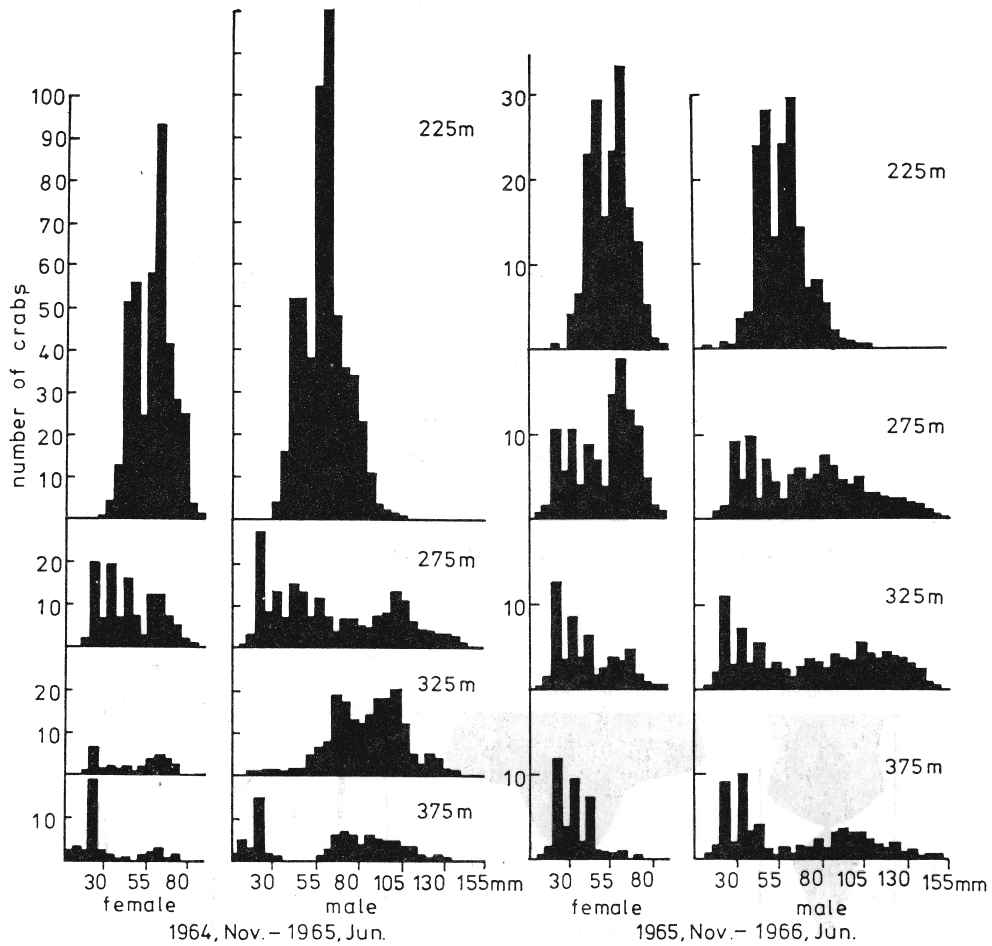 number of crabs
100
90
80
70
60
50
40
30
20
10
225m
20
10
275m
20
10
325m
10
375m
30 55 80
female
30 55 80 105 130 155mm
male
1964, Nov. – 1965, Jun.
30
20
10
225m
10
275m
10
325m
10
375m
30 55 80
female
30 55 80 105 130 155mm
male
1965, Nov. – 1966, Jun.